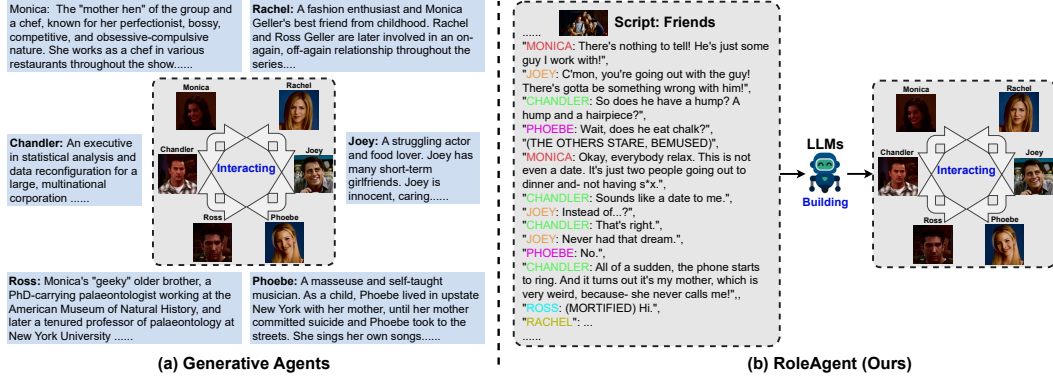 Monica: The "mother hen" of the group and
a chef, known for her perfectionist, bossy,
competitive, and obsessive-compulsive
nature. She works as a chef in various
restaurants throughout the show......
Rachel: A fashion enthusiast and Monica
Geller's best friend from childhood. Rachel
and Ross Geller are later involved in an on-
again, off-again relationship throughout the
series....
Monica
Rachel
Chandler: An executive
in statistical analysis and
data reconfiguration for a
large, multinational
corporation ......
Chandler
Interacting
Joey
Joey: A struggling actor
and food lover. Joey has
many short-term
girlfriends. Joey is
innocent, caring......
Ross
Phoebe
Ross: Monica's "geeky" older brother, a
PhD-carrying palaeontologist working at the
American Museum of Natural History, and
later a tenured professor of palaeontology at
New York University ......
Phoebe: A masseuse and self-taught
musician. As a child, Phoebe lived in upstate
New York with her mother, until her mother
committed suicide and Phoebe took to the
streets. She sings her own songs......
(a) Generative Agents
Script: Friends
......
"MONICA: There's nothing to tell! He's just some
guy I work with!",
"JOEY: C'mon, you're going out with the guy!
There's gotta be something wrong with him!",
"CHANDLER: So does he have a hump? A
hump and a hairpiece?",
"PHOEBE: Wait, does he eat chalk?",
"(THE OTHERS STARE, BEMUSED)",
"MONICA: Okay, everybody relax. This is not
even a date. It's just two people going out to
dinner and- not having s*x.",
"CHANDLER: Sounds like a date to me.",
"JOEY: Instead of...?",
"CHANDLER: That's right.",
"JOEY: Never had that dream.",
"PHOEBE: No.",
"CHANDLER: All of a sudden, the phone starts
to ring. And it turns out it's my mother, which is
very weird, because- she never calls me!",,
"ROSS: (MORTIFIED) Hi.",
"RACHEL": ...
......
LLMs
Building
Monica
Rachel
Chandler
Interacting
Joey
Ross
Phoebe
(b) RoleAgent (Ours)